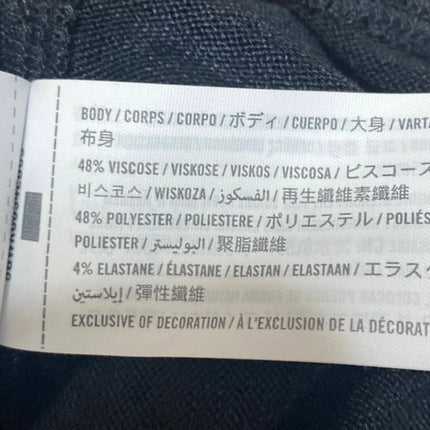 BODY / CORPS / CORPO / ボディ / CUERPO / 大身 / VARTA
布身
48% VISCOSE / VISKOSE / VISKOS / VISCOSA / ビスコース
비스코스 / WISKOZA / الفسكوز / 再生纖維素纖維
48% POLYESTER / POLIESTERE / ポリエステル / POLIÉS
POLIESTER / البوليستر / 聚脂纖維
4% ELASTANE / ÉLASTANE / ELASTAN / ELASTAAN / エラスタ
إيلاستين / 彈性纖維
EXCLUSIVE OF DECORATION / À L'EXCLUSION DE LA DÉCORAT